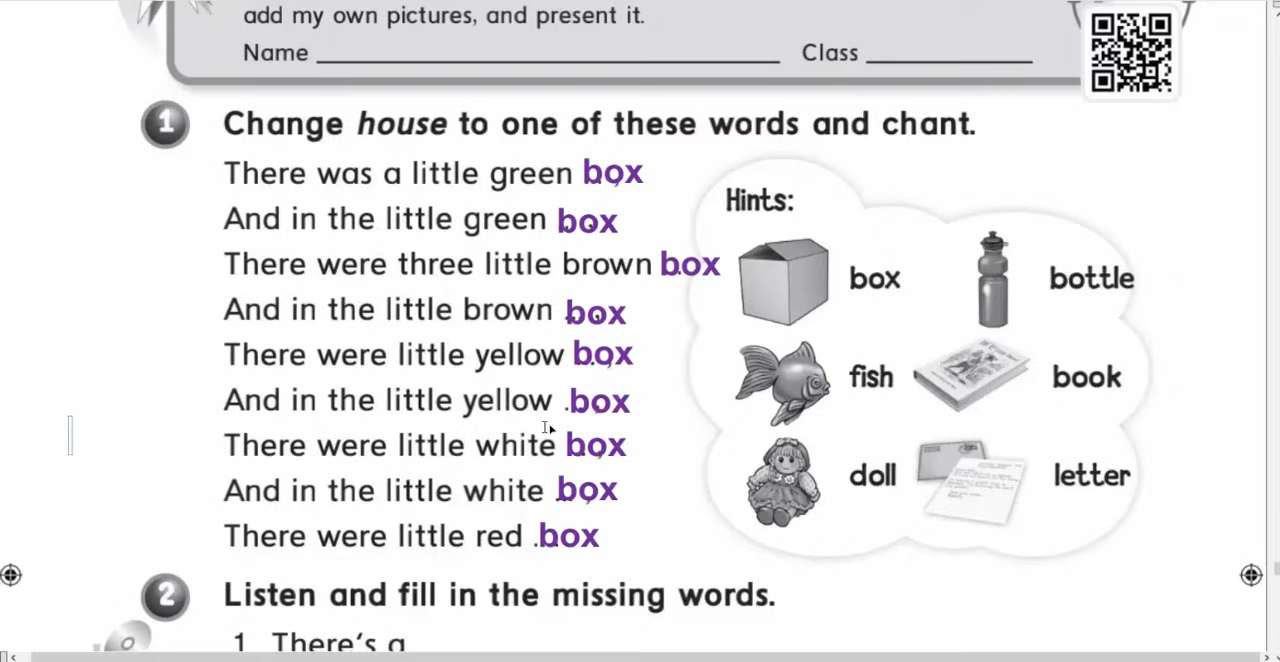 add my own pictures, and present it.
Name
Class
1 Change house to one of these words and chant.
There was a little green box
And in the little green box
There were three little brown box
And in the little brown box
There were little yellow box
And in the little yellow box
There were little white box
And in the little white box
There were little red box
Hints:
box
bottle
fish
book
doll
letter
2 Listen and fill in the missing words.
1. There's a